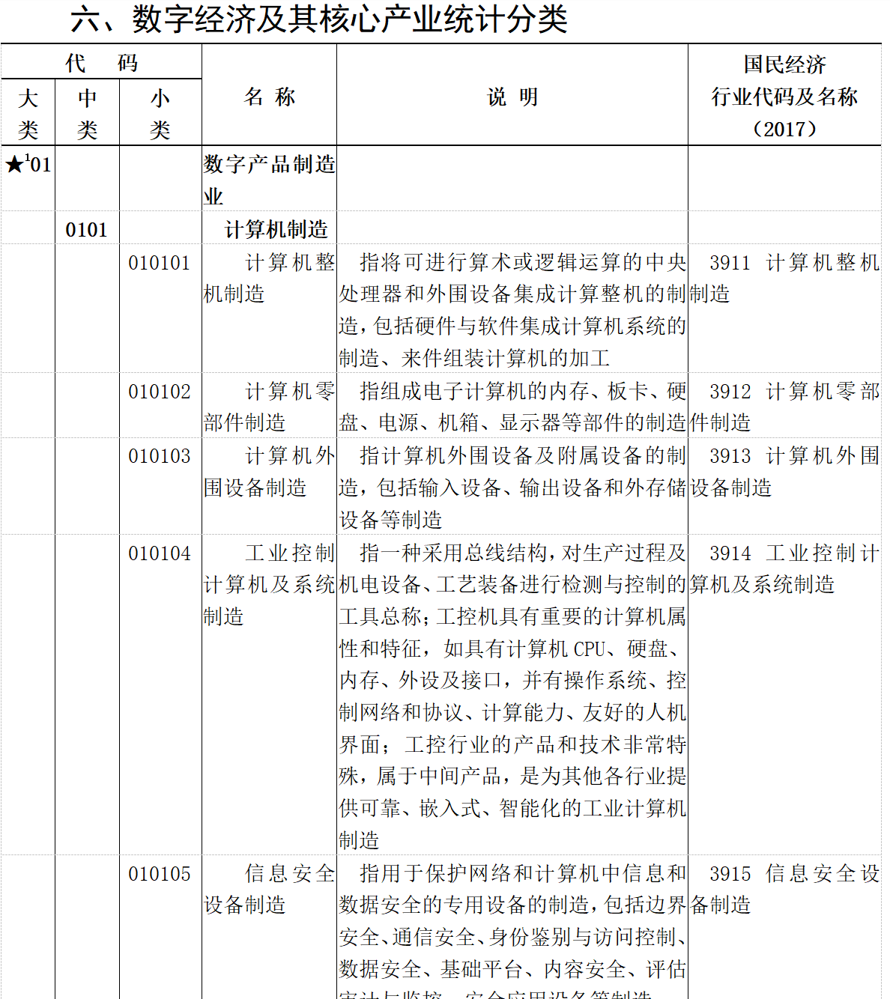 六、数字经济及其核心产业统计分类
代 码
名 称
说 明
国民经济
行业代码及名称
（2017）
大
类
中
类
小
类
★¹01
数字产品制造
业
0101
计算机制造
010101
计算机整
机制造
指将可进行算术或逻辑运算的中央
处理器和外围设备集成计算整机的制
造，包括硬件与软件集成计算机系统的
制造、来件组装计算机的加工
3911 计算机整机
制造
010102
计算机零
部件制造
指组成电子计算机的内存、板卡、硬
盘、电源、机箱、显示器等部件的制造
3912 计算机零部
件制造
010103
计算机外
围设备制造
指计算机外围设备及附属设备的制
造，包括输入设备、输出设备和外存储
设备等制造
3913 计算机外围
设备制造
010104
工业控制
计算机及系统
制造
指一种采用总线结构，对生产过程及
机电设备、工艺装备进行检测与控制的
工具总称；工控机具有重要的计算机属
性和特征，如具有计算机 CPU、硬盘、
内存、外设及接口，并有操作系统、控
制网络和协议、计算能力、友好的人机
界面；工控行业的产品和技术非常特
殊，属于中间产品，是为其他各行业提
供可靠、嵌入式、智能化的工业计算机
制造
3914 工业控制计
算机及系统制造
010105
信息安全
设备制造
指用于保护网络和计算机中信息和
数据安全的专用设备的制造，包括边界
安全、通信安全、身份鉴别与访问控制、
数据安全、基础平台、内容安全、评估
审计与监控、安全应用设备等制造
3915 信息安全设
备制造